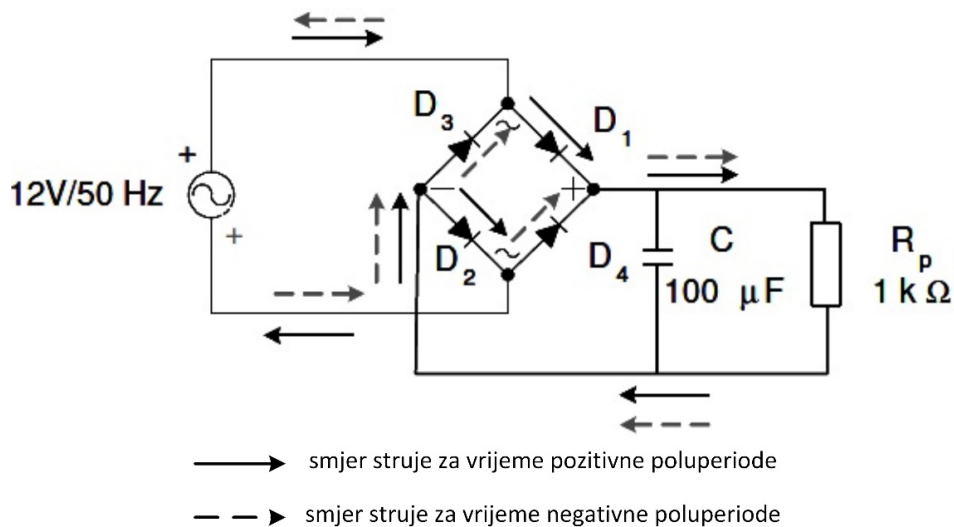 D3
D1
+
12V/50 Hz
+
~
−
+
~
D2
D4
C
100 μF
Rp
1 k Ω
smjer struje za vrijeme pozitivne poluperiode
smjer struje za vrijeme negativne poluperiode